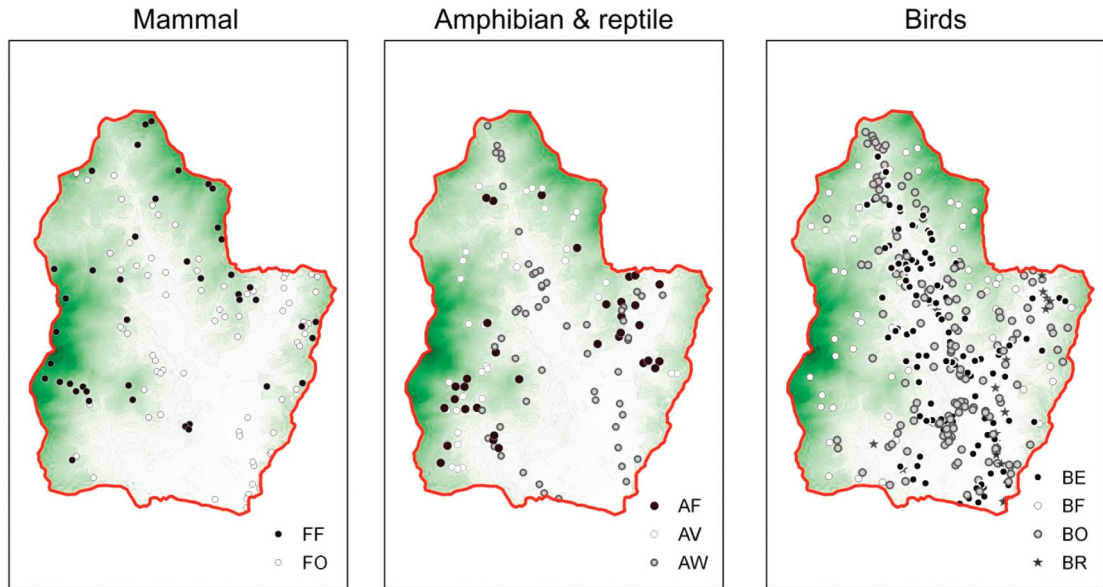 Mammal
Amphibian & reptile
Birds
FF
FO
AF
AV
AW
BE
BF
BO
BR